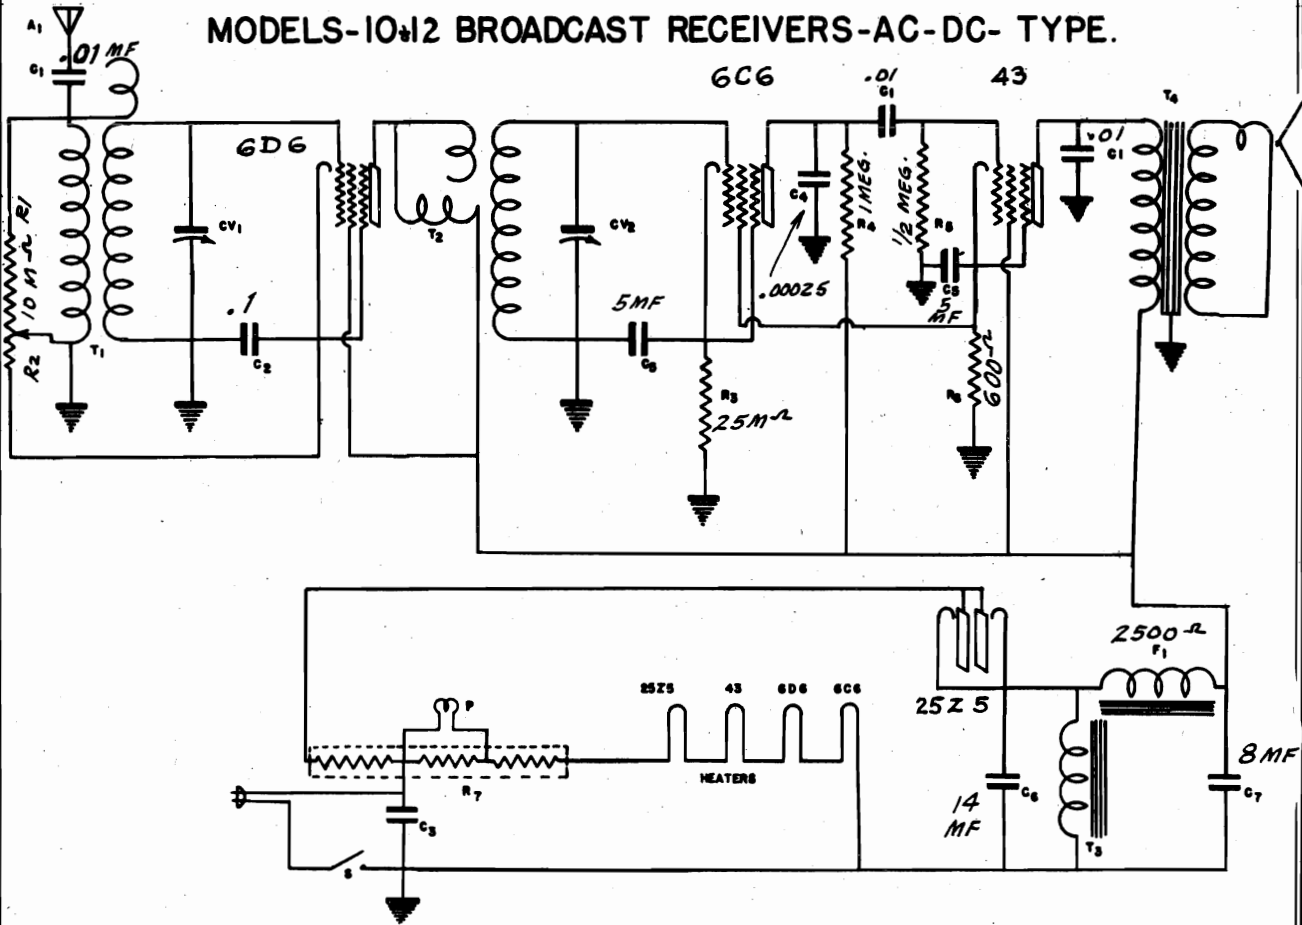 MODELS-10&12 BROADCAST RECEIVERS-AC-DC- TYPE.
A1
.01 MF
C1
6C6
.01
C1
43
T4
6D6
.01
C1
R1
10 M Ω
R2
CV1
T2
CV2
C4
R4
1 MEG.
1/2 MEG.
R5
.00025
C5
5
MF
T1
.1
C2
5MF
C5
R3
25M Ω
R6
600 Ω
2500 Ω
F1
25Z5
43
6D6
6C6
25Z5
P
HEATERS
R7
C3
S
14
MF
C6
T3
8MF
C7